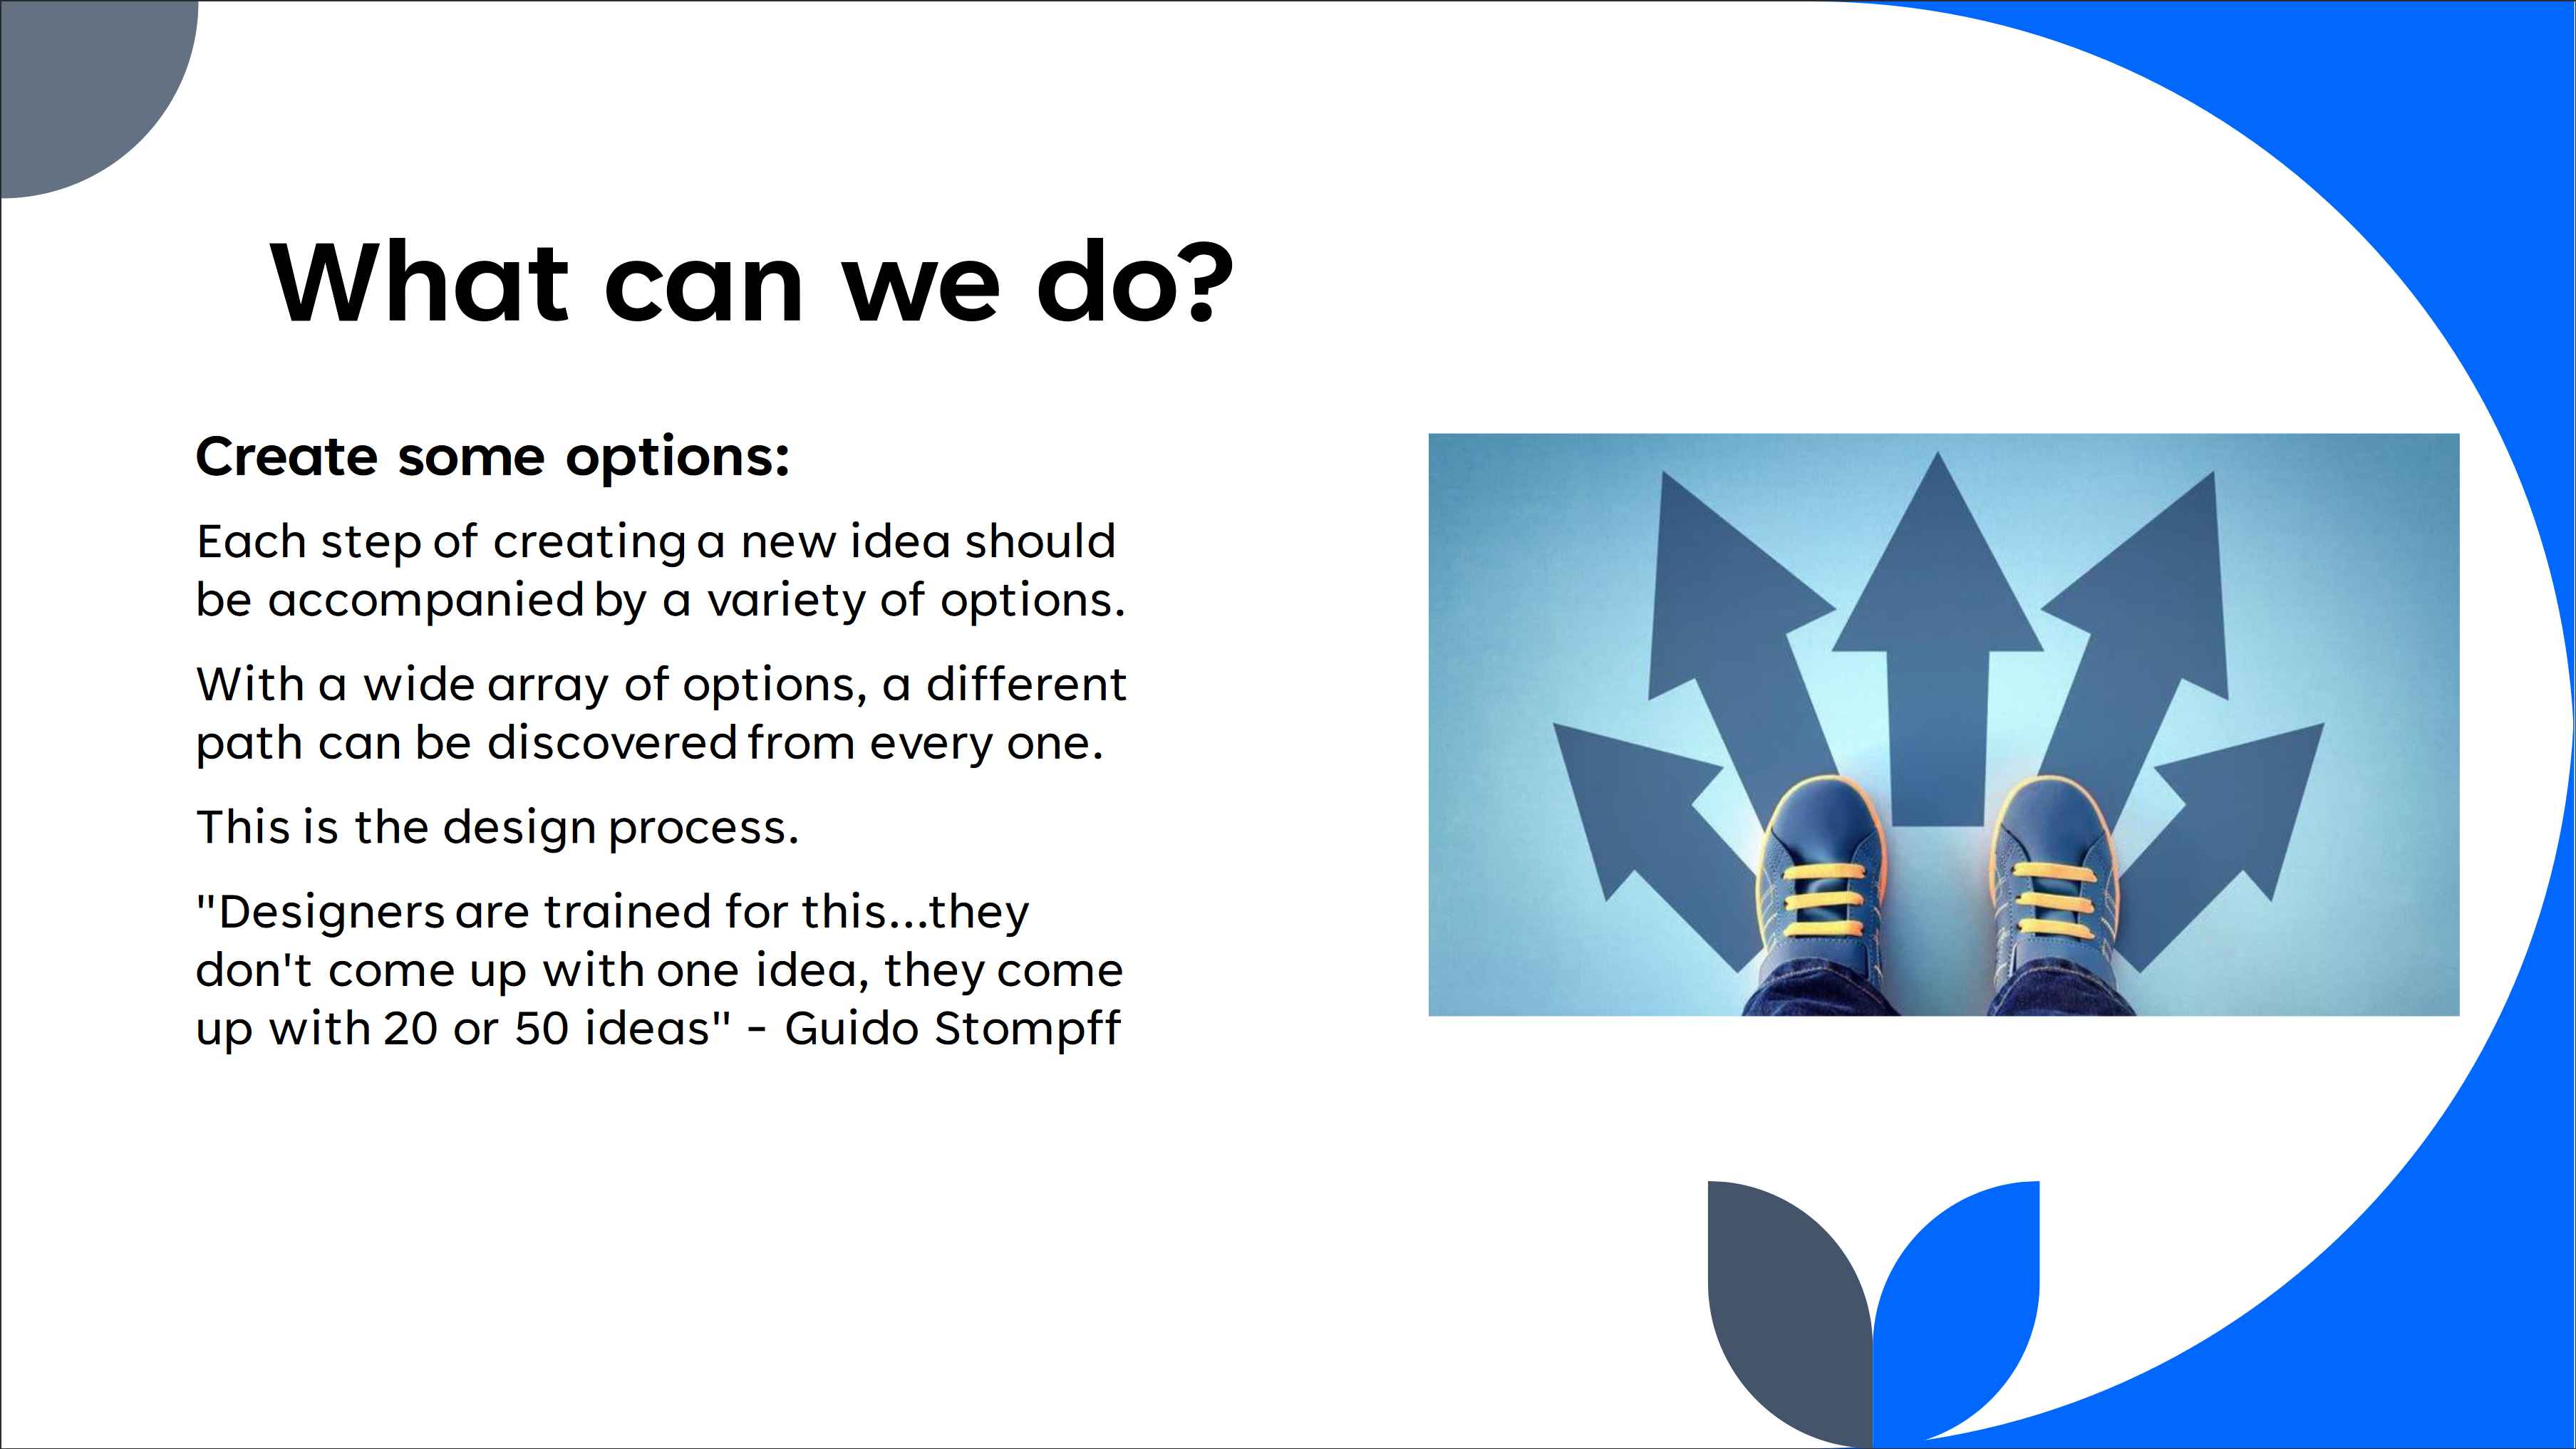 What can we do?
Create some options:
Each step of creating a new idea should
be accompanied by a variety of options.
With a wide array of options, a different
path can be discovered from every one.
This is the design process.
"Designers are trained for this...they
don't come up with one idea, they come
up with 20 or 50 ideas" - Guido Stompff